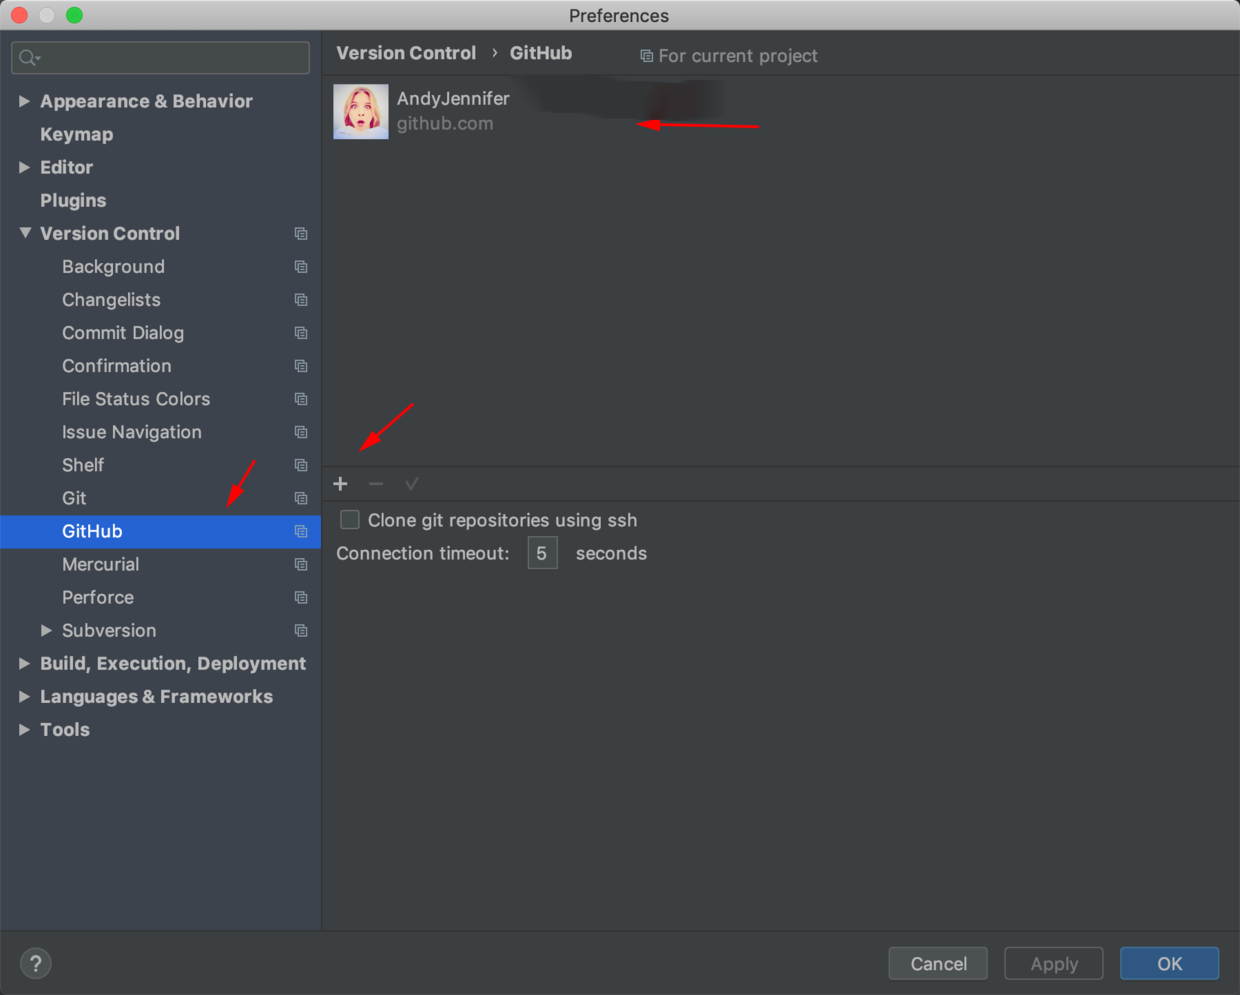 Preferences
Appearance & Behavior
Keymap
Editor
Plugins
Version Control
Background
Changelists
Commit Dialog
Confirmation
File Status Colors
Issue Navigation
Shelf
Git
GitHub
Mercurial
Perforce
Subversion
Build, Execution, Deployment
Languages & Frameworks
Tools
Version Control › GitHub For current project
AndyJennifer
github.com
Clone git repositories using ssh
Connection timeout: 5 seconds
? Cancel Apply OK